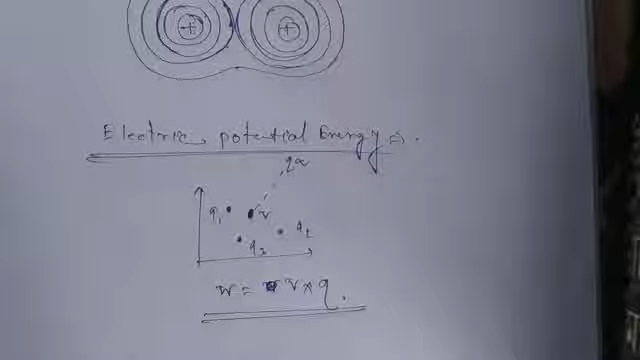 + +
Electric potential Energy ⇒.
q∞
q₁ v q₂
q₃
W = V × q.